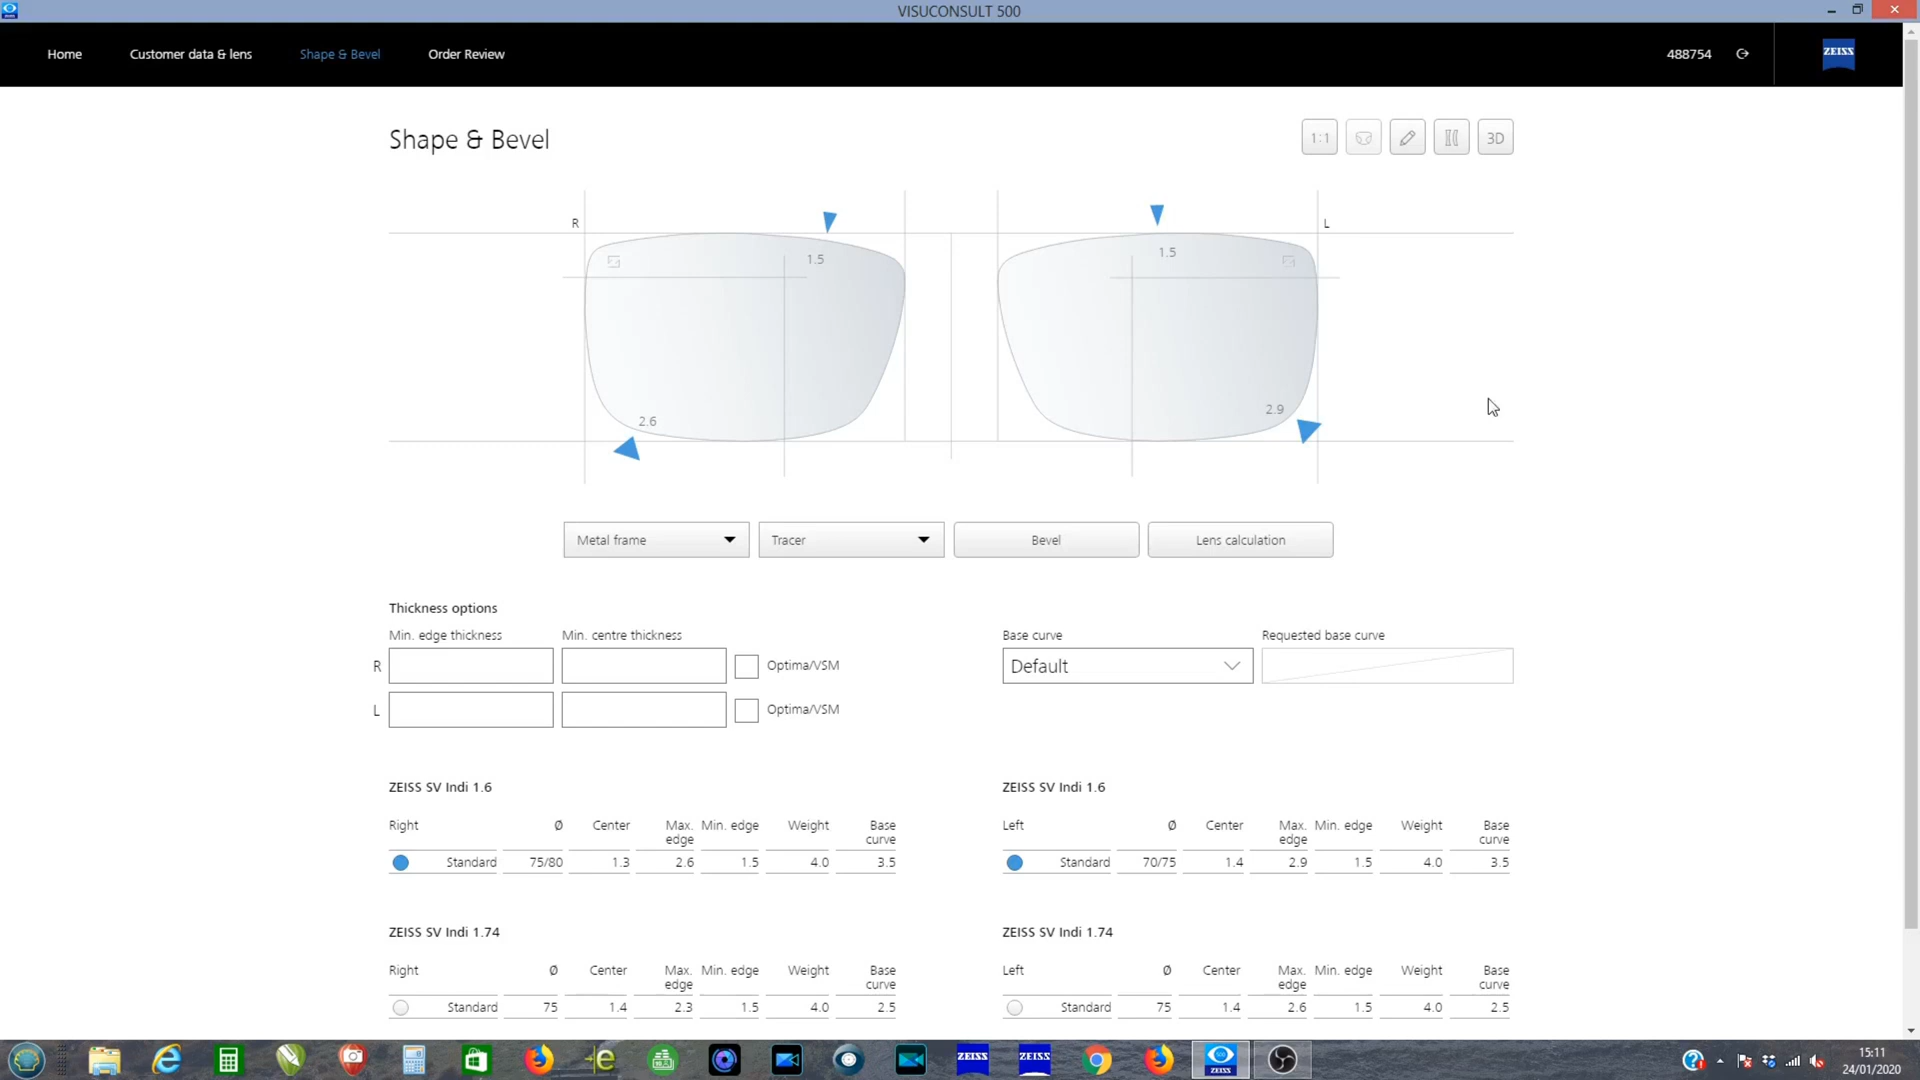 VISUCONSULT 500
Home Customer data & lens Shape & Bevel Order Review 488754 ZEISS
Shape & Bevel 1:1 3D
R L
1.5 1.5
2.6 2.9
Metal frame Tracer Bevel Lens calculation
Thickness options
Min. edge thickness Min. centre thickness Base curve Requested base curve
R Optima/VSM Default
L Optima/VSM
ZEISS SV Indi 1.6 ZEISS SV Indi 1.6
Right Ø Center Max. edge Min. edge Weight Base curve Left Ø Center Max. edge Min. edge Weight Base curve
Standard 75/80 1.3 2.6 1.5 4.0 3.5 Standard 70/75 1.4 2.9 1.5 4.0 3.5
ZEISS SV Indi 1.74 ZEISS SV Indi 1.74
Right Ø Center Max. edge Min. edge Weight Base curve Left Ø Center Max. edge Min. edge Weight Base curve
Standard 75 1.4 2.3 1.5 4.0 2.5 Standard 75 1.4 2.6 1.5 4.0 2.5
ZEISS ZEISS ZEISS 15:11
24/01/2020